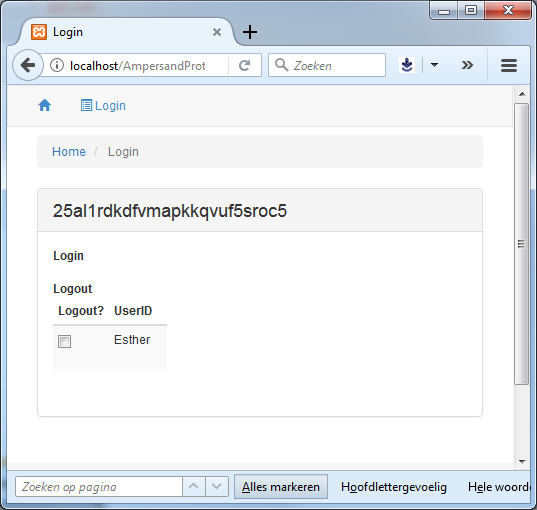 Login
localhost/AmpersandProt
Zoeken
Login
Home / Login
25al1rdkdfvmapkkqvuf5sroc5
Login
Logout
Logout? UserID
Esther
Zoeken op pagina
Alles markeren
Hoofdlettergevoelig
Hele woord